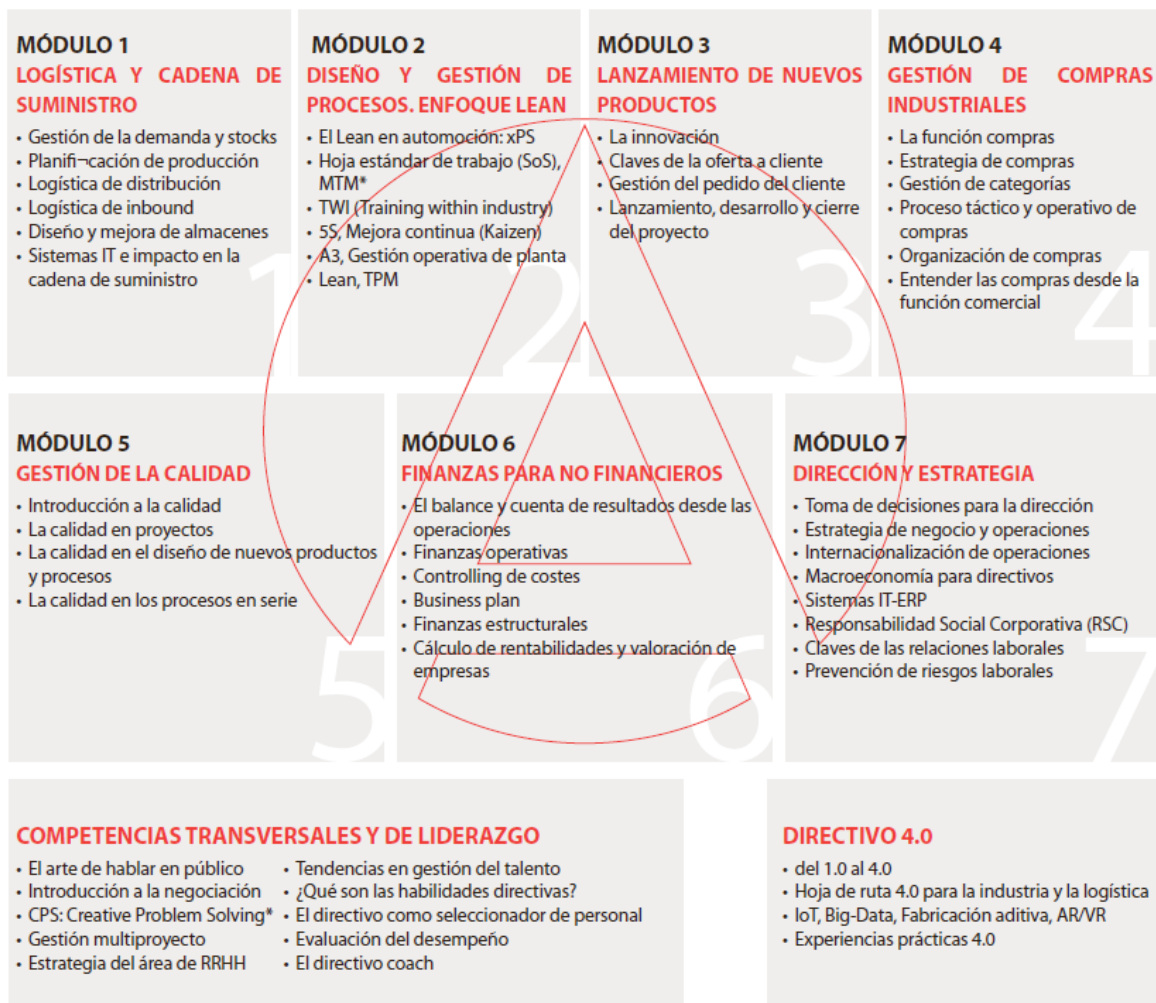 MÓDULO 1
LOGÍSTICA Y CADENA DE
SUMINISTRO
• Gestión de la demanda y stocks
• Planifi¬cación de producción
• Logística de distribución
• Logística de inbound
• Diseño y mejora de almacenes
• Sistemas IT e impacto en la
cadena de suministro
1
MÓDULO 2
DISEÑO Y GESTIÓN DE
PROCESOS. ENFOQUE LEAN
• El Lean en automoción: xPS
• Hoja estándar de trabajo (SoS),
MTM*
• TWI (Training within industry)
• 5S, Mejora continua (Kaizen)
• A3, Gestión operativa de planta
• Lean, TPM
2
MÓDULO 3
LANZAMIENTO DE NUEVOS
PRODUCTOS
• La innovación
• Claves de la oferta a cliente
• Gestión del pedido del cliente
• Lanzamiento, desarrollo y cierre
del proyecto
3
MÓDULO 4
GESTIÓN DE COMPRAS
INDUSTRIALES
• La función compras
• Estrategia de compras
• Gestión de categorías
• Proceso táctico y operativo de
compras
• Organización de compras
• Entender las compras desde la
función comercial
4
MÓDULO 5
GESTIÓN DE LA CALIDAD
• Introducción a la calidad
• La calidad en proyectos
• La calidad en el diseño de nuevos productos
y procesos
• La calidad en los procesos en serie
5
MÓDULO 6
FINANZAS PARA NO FINANCIEROS
• El balance y cuenta de resultados desde las
operaciones
• Finanzas operativas
• Controlling de costes
• Business plan
• Finanzas estructurales
• Cálculo de rentabilidades y valoración de
empresas
6
MÓDULO 7
DIRECCIÓN Y ESTRATEGIA
• Toma de decisiones para la dirección
• Estrategia de negocio y operaciones
• Internacionalización de operaciones
• Macroeconomía para directivos
• Sistemas IT-ERP
• Responsabilidad Social Corporativa (RSC)
• Claves de las relaciones laborales
• Prevención de riesgos laborales
7
COMPETENCIAS TRANSVERSALES Y DE LIDERAZGO
• El arte de hablar en público
• Introducción a la negociación
• CPS: Creative Problem Solving*
• Gestión multiproyecto
• Estrategia del área de RRHH
• Tendencias en gestión del talento
• ¿Qué son las habilidades directivas?
• El directivo como seleccionador de personal
• Evaluación del desempeño
• El directivo coach
DIRECTIVO 4.0
• del 1.0 al 4.0
• Hoja de ruta 4.0 para la industria y la logística
• IoT, Big-Data, Fabricación aditiva, AR/VR
• Experiencias prácticas 4.0